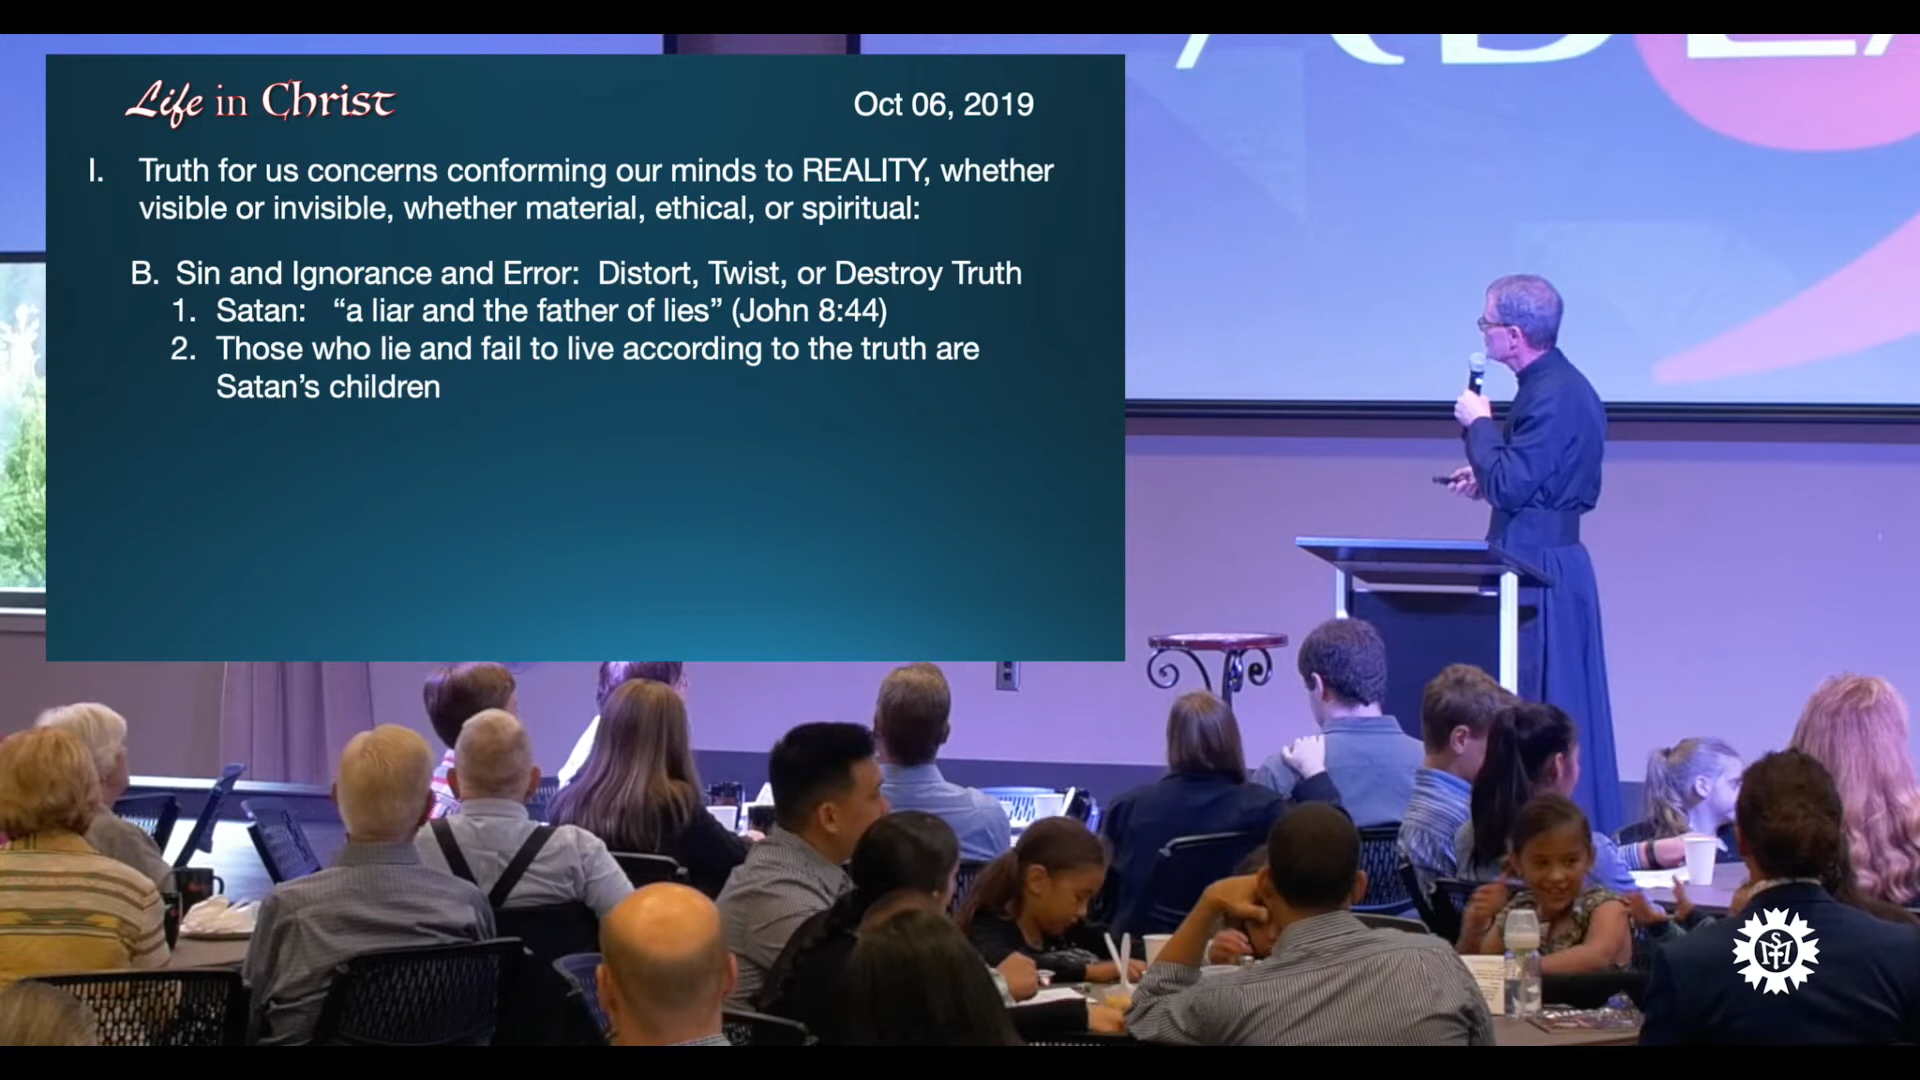 Life in Christ
Oct 06, 2019
I. Truth for us concerns conforming our minds to REALITY, whether
visible or invisible, whether material, ethical, or spiritual:
B. Sin and Ignorance and Error: Distort, Twist, or Destroy Truth
1. Satan: “a liar and the father of lies” (John 8:44)
2. Those who lie and fail to live according to the truth are
Satan’s children